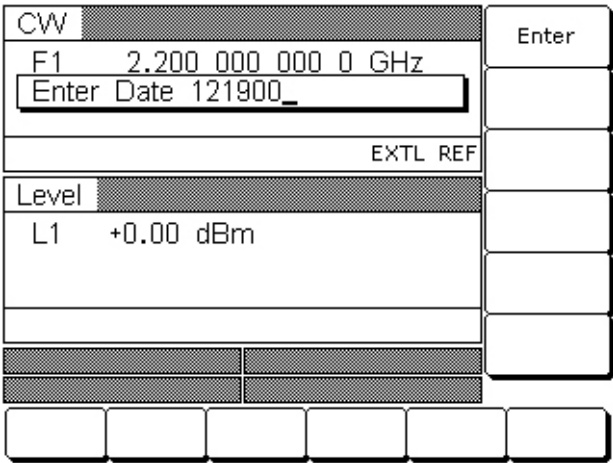 CW
Enter
F1 2.200 000 000 0 GHz
Enter Date 121900_
EXTL REF
Level
L1 +0.00 dBm